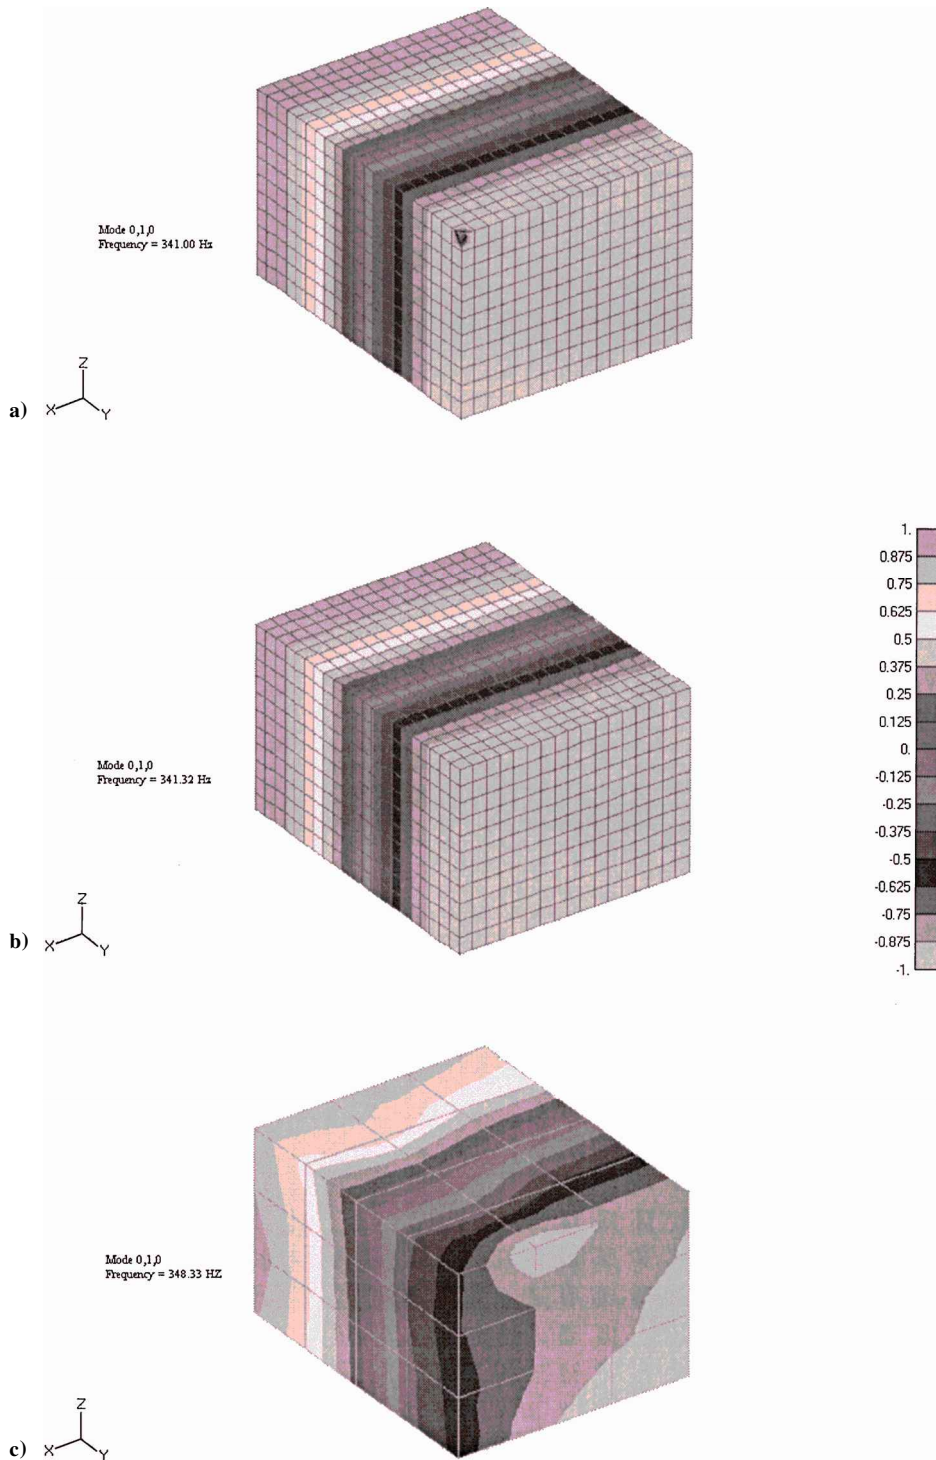 Mode 0,1,0
Frequency = 341.00 Hz
Z
X
Y
a)
1.
0.875
0.75
0.625
0.5
0.375
0.25
0.125
0.
-0.125
-0.25
-0.375
-0.5
-0.625
-0.75
-0.875
-1.
Mode 0,1,0
Frequency = 341.32 Hz
Z
X
Y
b)
Mode 0,1,0
Frequency = 348.33 HZ
Z
X
Y
c)